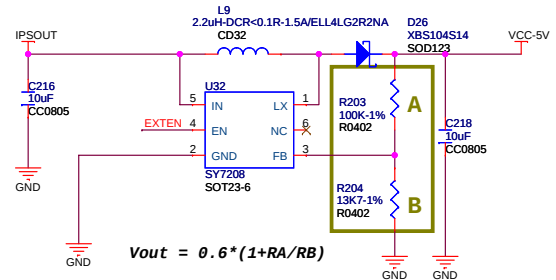 L9
2.2uH-DCR<0.1R-1.5A/ELL4LG2R2NA
CD32
D26
XBS104S14
SOD123
IPSOUT
VCC-5V
C216
10uF
CC0805
GND
U32
5 IN LX 1
EXTEN 4 EN NC 6
2 GND FB 3
SY7208
SOT23-6
R203
100K-1%
R0402
A
C218
10uF
CC0805
R204
13K7-1%
R0402
B
GND
Vout = 0.6*(1+RA/RB)
GND
GND